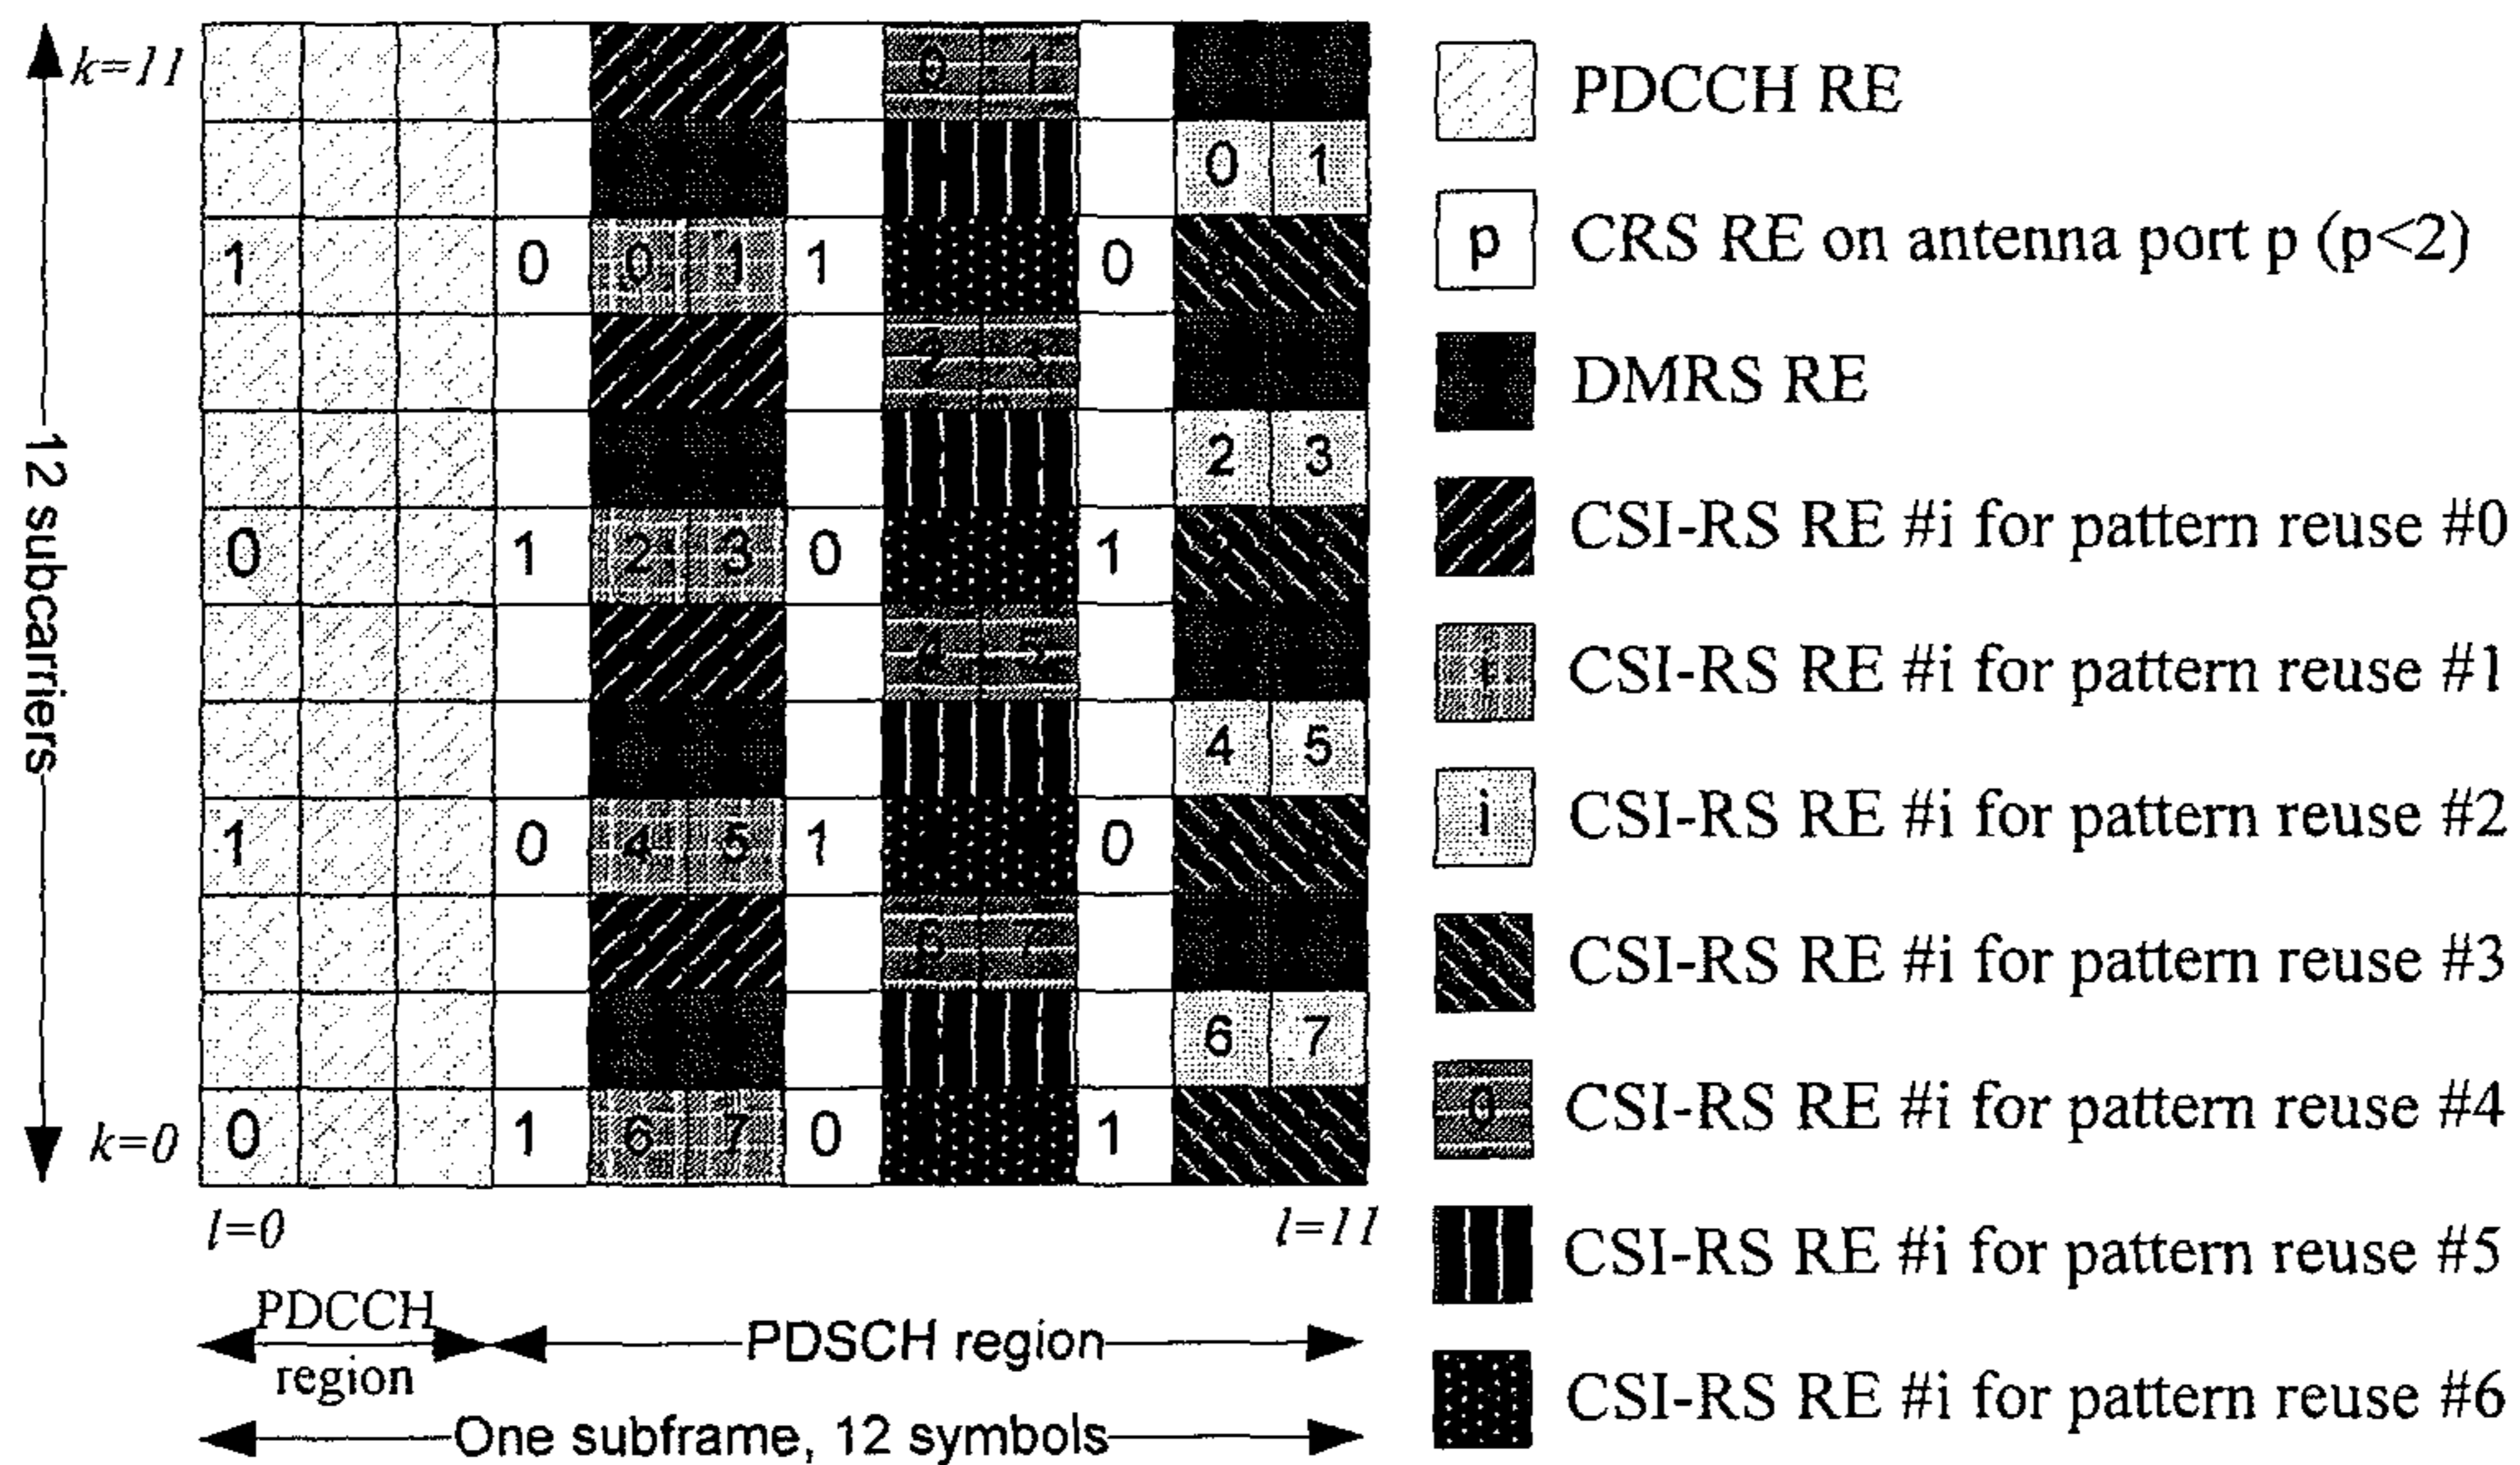 k=11 0 1
0 1
1 0 0 1 1 0
2 3
2 3
0 1 2 3 0 1
4 5
4 5
1 0 4 5 1 0
6 7
6 7
k=0 0 1 6 7 0 1
12 subcarriers
l=0 l=11
PDCCH
region
PDSCH region
One subframe, 12 symbols
PDCCH RE
p CRS RE on antenna port p (p<2)
DMRS RE
CSI-RS RE #i for pattern reuse #0
i CSI-RS RE #i for pattern reuse #1
i CSI-RS RE #i for pattern reuse #2
CSI-RS RE #i for pattern reuse #3
0 CSI-RS RE #i for pattern reuse #4
CSI-RS RE #i for pattern reuse #5
CSI-RS RE #i for pattern reuse #6